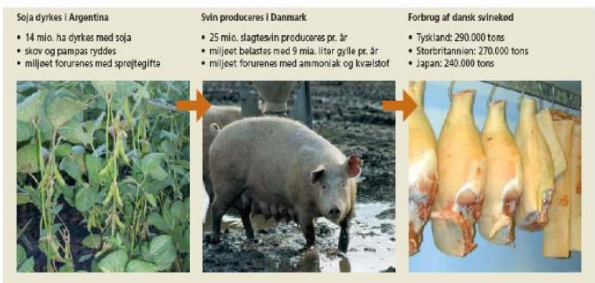 Soja dyrkes i Argentina
• 14 mio. ha dyrkes med soja
• skov og pampas ryddes
• miljøet forurenes med sprøjtegifte
Svin produceres i Danmark
• 25 mio. slagtesvin produceres pr. år
• miljøet belastes med 9 mia. liter gylle pr. år
• miljøet forurenes med ammoniak og kvælstof
Forbrug af dansk svinekød
• Tyskland: 290.000 tons
• Storbritannien: 270.000 tons
• Japan: 240.000 tons